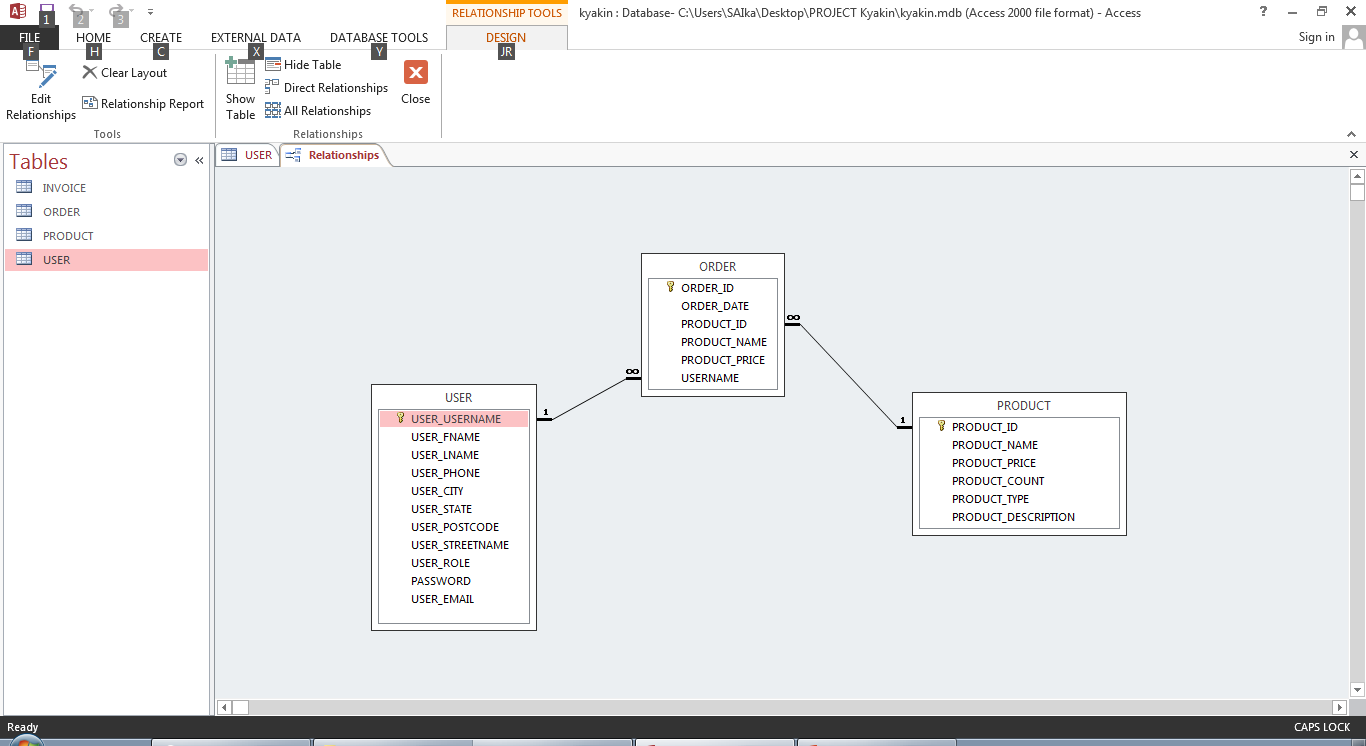 RELATIONSHIP TOOLS
kyakin : Database- C:\Users\SAIka\Desktop\PROJECT Kyakin\kyakin.mdb (Access 2000 file format) - Access
?
1 2 3
FILE HOME CREATE EXTERNAL DATA DATABASE TOOLS DESIGN Sign in
F H C X Y JR
Edit Relationships
Clear Layout
Relationship Report
Tools
Show Table
Hide Table
Direct Relationships
All Relationships
Close
Relationships
Tables
«
INVOICE
ORDER
PRODUCT
USER
USER Relationships
ORDER
ORDER_ID
ORDER_DATE
PRODUCT_ID
PRODUCT_NAME
PRODUCT_PRICE
USERNAME
∞
∞
1
1
USER
USER_USERNAME
USER_FNAME
USER_LNAME
USER_PHONE
USER_CITY
USER_STATE
USER_POSTCODE
USER_STREETNAME
USER_ROLE
PASSWORD
USER_EMAIL
PRODUCT
PRODUCT_ID
PRODUCT_NAME
PRODUCT_PRICE
PRODUCT_COUNT
PRODUCT_TYPE
PRODUCT_DESCRIPTION
Ready CAPS LOCK